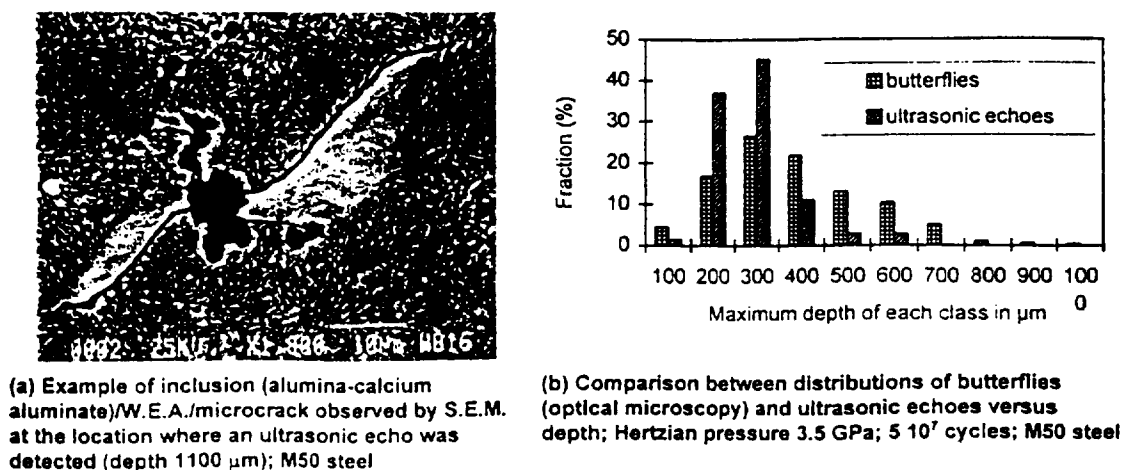 0002 25KV X1,800 10μm WD16
50
40
30
20
10
0
Fraction (%)
butterflies
ultrasonic echoes
100 200 300 400 500 600 700 800 900 100
0
Maximum depth of each class in μm
(a) Example of inclusion (alumina-calcium
aluminate)/W.E.A./microcrack observed by S.E.M.
at the location where an ultrasonic echo was
detected (depth 1100 μm); M50 steel
(b) Comparison between distributions of butterflies
(optical microscopy) and ultrasonic echoes versus
depth; Hertzian pressure 3.5 GPa; 5 10⁷ cycles; M50 steel